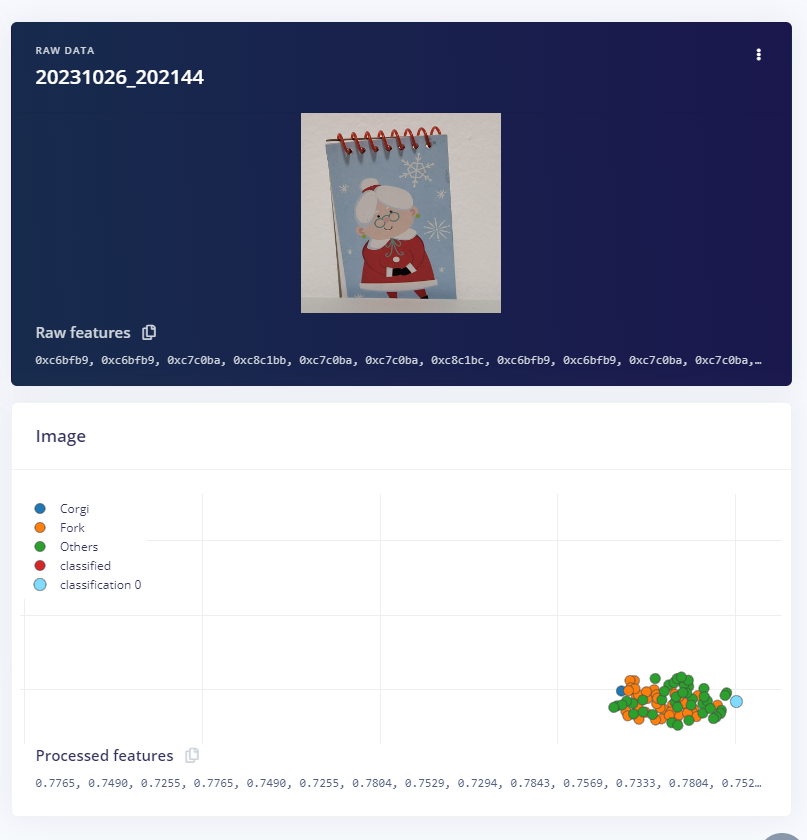 RAW DATA
20231026_202144
Raw features
0xc6bfb9, 0xc6bfb9, 0xc7c0ba, 0xc8c1bb, 0xc7c0ba, 0xc7c0ba, 0xc8c1bc, 0xc6bfb9, 0xc6bfb9, 0xc7c0ba, 0xc7c0ba,…
Image
Corgi
Fork
Others
classified
classification 0
Processed features
0.7765, 0.7490, 0.7255, 0.7765, 0.7490, 0.7255, 0.7804, 0.7529, 0.7294, 0.7843, 0.7569, 0.7333, 0.7804, 0.752…